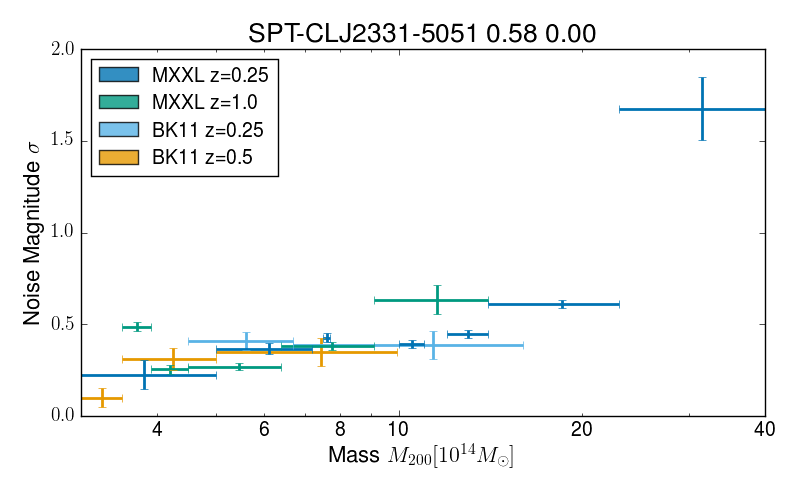 SPT-CLJ2331-5051 0.58 0.00
2.0
1.5
1.0
0.5
0.0
Noise Magnitude σ
MXXL z=0.25
MXXL z=1.0
BK11 z=0.25
BK11 z=0.5
4 6 8 10 20 40
Mass M₂₀₀[10¹⁴M☉]